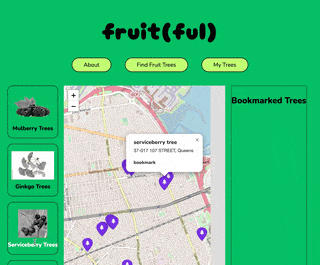 fruit(ful)
About
Find Fruit Trees
My Trees
+
−
Mulberry Trees
Ginkgo Trees
Serviceberry Trees
×
serviceberry tree
37-017 107 STREET, Queens
bookmark
Bookmarked Trees